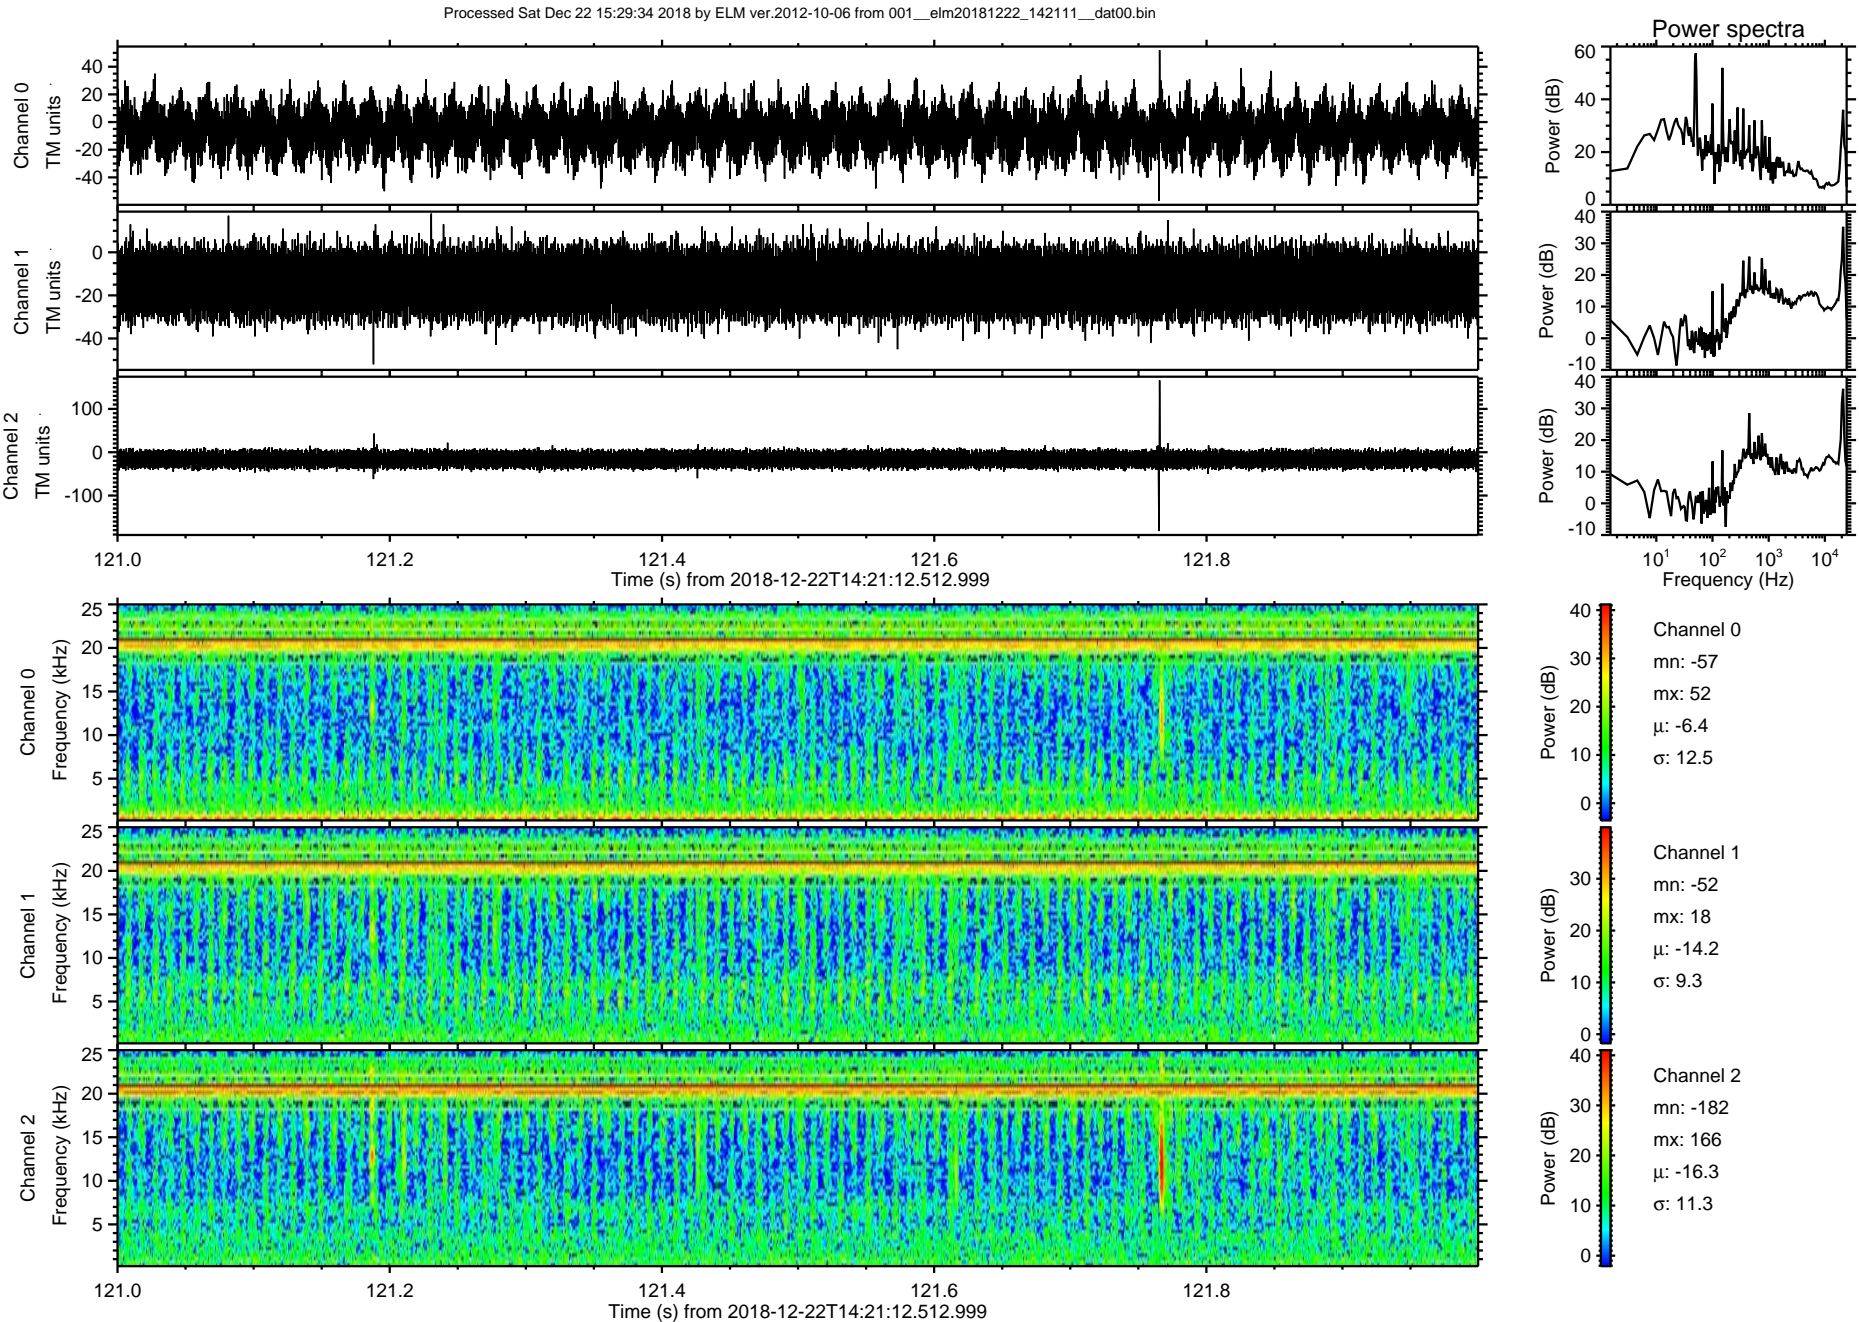 Processed Sat Dec 22 15:29:34 2018 by ELM ver.2012-10-06 from 001__elm20181222_142111__dat00.bin
Power spectra
Channel 0
TM units
40
20
0
-20
-40
Power (dB)
60
40
20
0
Channel 1
TM units
0
-20
-40
Power (dB)
40
30
20
10
0
-10
Channel 2
TM units
100
0
-100
Power (dB)
40
30
20
10
0
-10
121.0 121.2 121.4 121.6 121.8
Time (s) from 2018-12-22T14:21:12.512.999
10¹ 10² 10³ 10⁴
Frequency (Hz)
Channel 0
Frequency (kHz)
25
20
15
10
5
Power (dB)
40
30
20
10
0
Channel 0
mn: -57
mx: 52
μ: -6.4
σ: 12.5
Channel 1
Frequency (kHz)
25
20
15
10
5
Power (dB)
30
20
10
0
Channel 1
mn: -52
mx: 18
μ: -14.2
σ: 9.3
Channel 2
Frequency (kHz)
25
20
15
10
5
Power (dB)
40
30
20
10
0
Channel 2
mn: -182
mx: 166
μ: -16.3
σ: 11.3
121.0 121.2 121.4 121.6 121.8
Time (s) from 2018-12-22T14:21:12.512.999